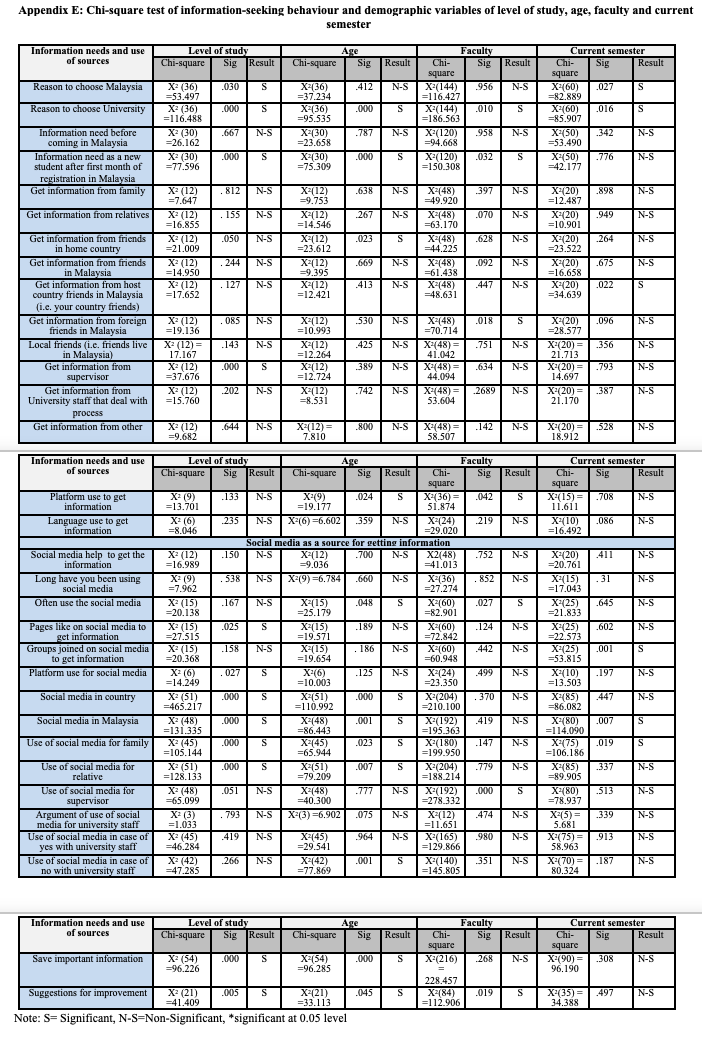 Appendix E: Chi-square test of information-seeking behaviour and demographic variables of level of study, age, faculty and current
semester
Information needs and use of sources | Level of study | Age | Faculty | Current semester
Chi-square | Sig | Result | Chi-square | Sig | Result | Chi-square | Sig | Result | Chi-square | Sig | Result
Reason to choose Malaysia | X² (36) =53.497 | .030 | S | X²(36) =37.234 | .412 | N-S | X²(144) =116.427 | .956 | N-S | X²(60) =82.889 | .027 | S
Reason to choose University | X² (36) =116.488 | .000 | S | X²(36) =95.535 | .000 | S | X²(144) =186.563 | .010 | S | X²(60) =85.907 | .016 | S
Information need before coming in Malaysia | X² (30) =26.162 | .667 | N-S | X²(30) =23.658 | .787 | N-S | X²(120) =94.668 | .958 | N-S | X²(50) =53.490 | .342 | N-S
Information need as a new student after first month of registration in Malaysia | X² (30) =77.596 | .000 | S | X²(30) =75.309 | .000 | S | X²(120) =150.308 | .032 | S | X²(50) =42.177 | .776 | N-S
Get information from family | X² (12) =7.647 | . 812 | N-S | X²(12) =9.753 | .638 | N-S | X²(48) =49.920 | .397 | N-S | X²(20) =12.487 | .898 | N-S
Get information from relatives | X² (12) =16.855 | . 155 | N-S | X²(12) =14.546 | .267 | N-S | X²(48) =63.170 | .070 | N-S | X²(20) =10.901 | .949 | N-S
Get information from friends in home country | X² (12) =21.009 | .050 | N-S | X²(12) =23.612 | .023 | S | X²(48) =44.225 | .628 | N-S | X²(20) =23.522 | .264 | N-S
Get information from friends in Malaysia | X² (12) =14.950 | . 244 | N-S | X²(12) =9.395 | .669 | N-S | X²(48) =61.438 | .092 | N-S | X²(20) =16.658 | .675 | N-S
Get information from host country friends in Malaysia (i.e. your country friends) | X² (12) =17.652 | . 127 | N-S | X²(12) =12.421 | .413 | N-S | X²(48) =48.631 | .447 | N-S | X²(20) =34.639 | .022 | S
Get information from foreign friends in Malaysia | X² (12) =19.136 | . 085 | N-S | X²(12) =10.993 | .530 | N-S | X²(48) =70.714 | .018 | S | X²(20) =28.577 | .096 | N-S
Local friends (i.e. friends live in Malaysia) | X² (12) = 17.167 | .143 | N-S | X²(12) =12.264 | .425 | N-S | X²(48) = 41.042 | .751 | N-S | X²(20) = 21.713 | .356 | N-S
Get information from supervisor | X² (12) =37.676 | .000 | S | X²(12) =12.724 | .389 | N-S | X²(48) = 44.094 | .634 | N-S | X²(20) = 14.697 | .793 | N-S
Get information from University staff that deal with process | X² (12) =15.760 | .202 | N-S | X²(12) =8.531 | .742 | N-S | X²(48) = 53.604 | .2689 | N-S | X²(20) = 21.170 | .387 | N-S
Get information from other | X² (12) =9.682 | .644 | N-S | X²(12) = 7.810 | .800 | N-S | X²(48) = 58.507 | .142 | N-S | X²(20) = 18.912 | .528 | N-S
Information needs and use of sources | Level of study | Age | Faculty | Current semester
Chi-square | Sig | Result | Chi-square | Sig | Result | Chi-square | Sig | Result | Chi-square | Sig | Result
Platform use to get information | X² (9) =13.701 | .133 | N-S | X²(9) =19.177 | .024 | S | X²(36) = 51.874 | .042 | S | X²(15) = 11.611 | .708 | N-S
Language use to get information | X² (6) =8.046 | .235 | N-S | X²(6) =6.602 | .359 | N-S | X²(24) =29.020 | .219 | N-S | X²(10) =16.492 | .086 | N-S
Social media as a source for getting information
Social media help to get the information | X² (12) =16.989 | .150 | N-S | X²(12) =9.036 | .700 | N-S | X2(48) =41.013 | .752 | N-S | X²(20) =20.761 | .411 | N-S
Long have you been using social media | X² (9) =7.962 | . 538 | N-S | X²(9) =6.784 | .660 | N-S | X²(36) =27.274 | . 852 | N-S | X²(15) =17.043 | . 31 | N-S
Often use the social media | X² (15) =20.138 | .167 | N-S | X²(15) =25.179 | .048 | S | X²(60) =82.901 | .027 | S | X²(25) =21.833 | .645 | N-S
Pages like on social media to get information | X² (15) =27.515 | .025 | S | X²(15) =19.571 | .189 | N-S | X²(60) =72.842 | .124 | N-S | X²(25) =22.573 | .602 | N-S
Groups joined on social media to get information | X² (15) =20.368 | .158 | N-S | X²(15) =19.654 | . 186 | N-S | X²(60) =60.948 | .442 | N-S | X²(25) =53.815 | .001 | S
Platform use for social media | X² (6) =14.249 | . 027 | S | X²(6) =10.003 | .125 | N-S | X²(24) =23.350 | .499 | N-S | X²(10) =13.503 | .197 | N-S
Social media in country | X² (51) =465.217 | .000 | S | X²(51) =110.992 | .000 | S | X²(204) =210.100 | . 370 | N-S | X²(85) =86.082 | .447 | N-S
Social media in Malaysia | X² (48) =131.335 | .000 | S | X²(48) =86.443 | .001 | S | X²(192) =195.363 | .419 | N-S | X²(80) =114.090 | .007 | S
Use of social media for family | X² (45) =105.144 | .000 | S | X²(45) =65.944 | .023 | S | X²(180) =199.950 | .147 | N-S | X²(75) =106.186 | .019 | S
Use of social media for relative | X² (51) =128.133 | .000 | S | X²(51) =79.209 | .007 | S | X²(204) =188.214 | .779 | N-S | X²(85) =89.905 | .337 | N-S
Use of social media for supervisor | X² (48) =65.099 | .051 | N-S | X²(48) =40.300 | .777 | N-S | X²(192) =278.332 | .000 | S | X²(80) =78.937 | .513 | N-S
Argument of use of social media for university staff | X² (3) =1.033 | . 793 | N-S | X²(3) =6.902 | .075 | N-S | X²(12) =11.651 | .474 | N-S | X²(5) = 5.681 | .339 | N-S
Use of social media in case of yes with university staff | X² (45) =46.284 | .419 | N-S | X²(45) =29.541 | .964 | N-S | X²(165) =129.866 | .980 | N-S | X²(75) = 58.963 | .913 | N-S
Use of social media in case of no with university staff | X² (42) =47.285 | .266 | N-S | X²(42) =77.869 | .001 | S | X²(140) =145.805 | .351 | N-S | X²(70) = 80.324 | .187 | N-S
Information needs and use of sources | Level of study | Age | Faculty | Current semester
Chi-square | Sig | Result | Chi-square | Sig | Result | Chi-square | Sig | Result | Chi-square | Sig | Result
Save important information | X² (54) =96.226 | .000 | S | X²(54) =96.285 | .000 | S | X²(216) = 228.457 | .268 | N-S | X²(90) = 96.190 | .308 | N-S
Suggestions for improvement | X² (21) =41.409 | .005 | S | X²(21) =33.113 | .045 | S | X²(84) =112.906 | .019 | S | X²(35) = 34.388 | .497 | N-S
Note: S= Significant, N-S=Non-Significant, *significant at 0.05 level